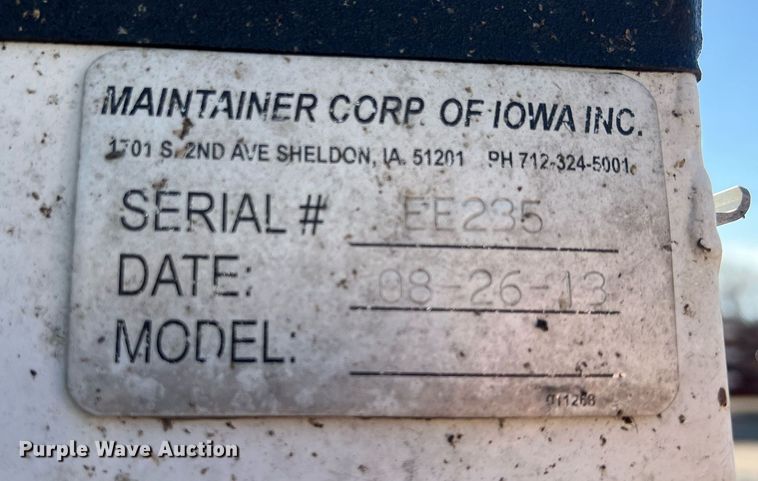 MAINTAINER CORP. OF IOWA INC.
1701 S. 2ND AVE SHELDON, IA. 51201 PH 712-324-5001
SERIAL # EE235
DATE: 08-26-13
MODEL:
011268
Purple Wave Auction